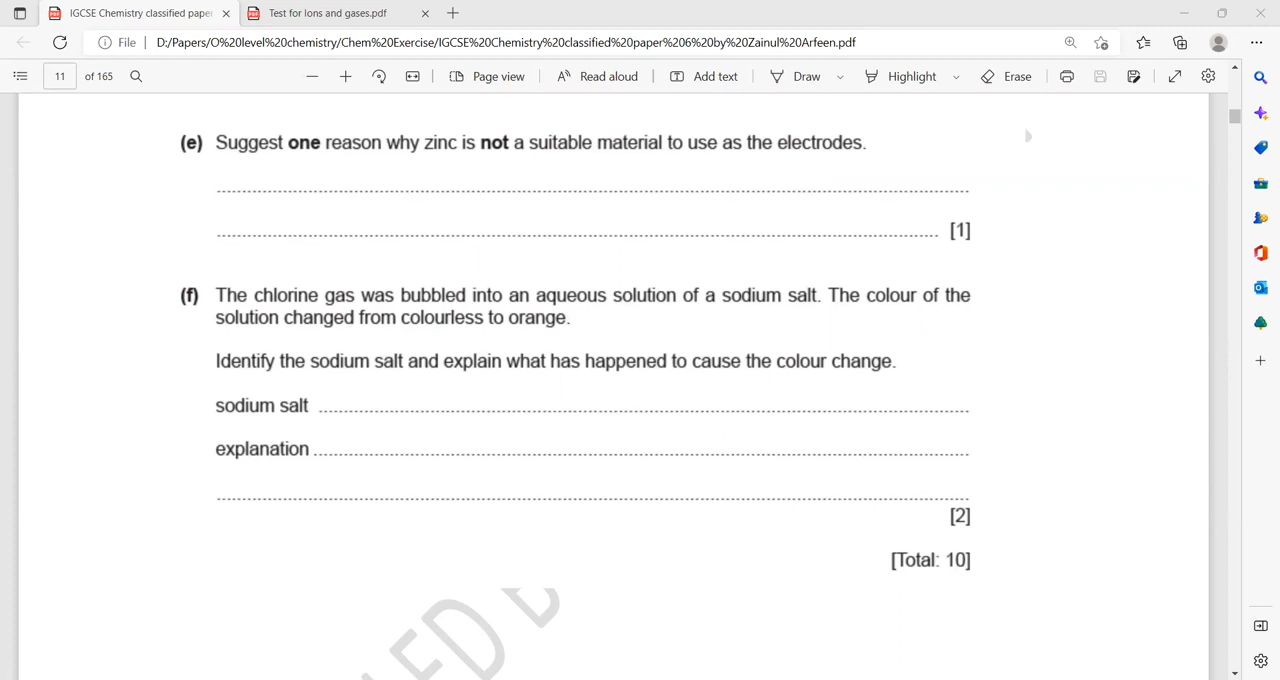 IGCSE Chemistry classified pape
Test for Ions and gases.pdf
File
D:/Papers/O%20level%20chemistry/Chem%20Exercise/IGCSE%20Chemistry%20classified%20paper%206%20by%20Zainul%20Arfeen.pdf
11 of 165
Page view
Read aloud
Add text
Draw
Highlight
Erase
(e) Suggest one reason why zinc is not a suitable material to use as the electrodes.
[1]
(f) The chlorine gas was bubbled into an aqueous solution of a sodium salt. The colour of the
solution changed from colourless to orange.
Identify the sodium salt and explain what has happened to cause the colour change.
sodium salt
explanation
[2]
[Total: 10]